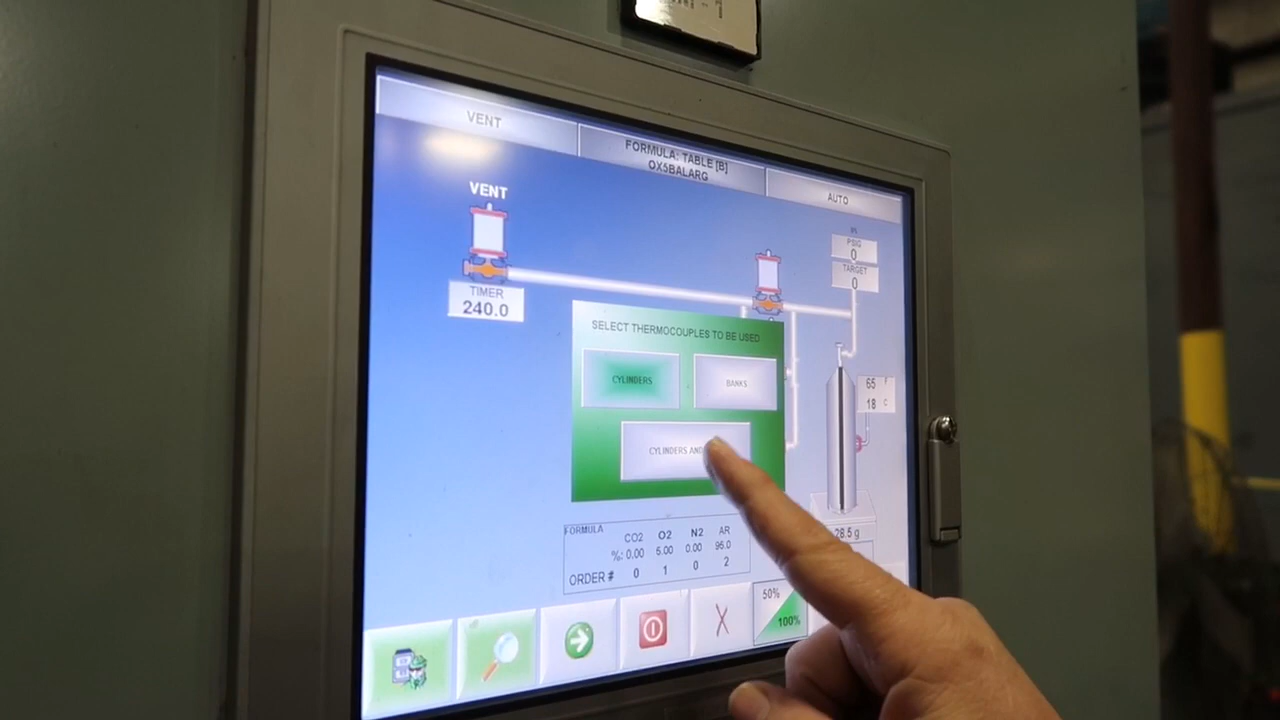 VENT
FORMULA: TABLE [B]
OX5BALARG
AUTO
VENT
PSIG
0
TARGET
0
TIMER
240.0
SELECT THERMOCOUPLES TO BE USED
CYLINDERS
BANKS
CYLINDERS AND
65 F
18 C
28.5 g
FORMULA
CO2 O2 N2 AR
%: 0.00 5.00 0.00 95.0
ORDER# 0 1 0 2
50%
100%